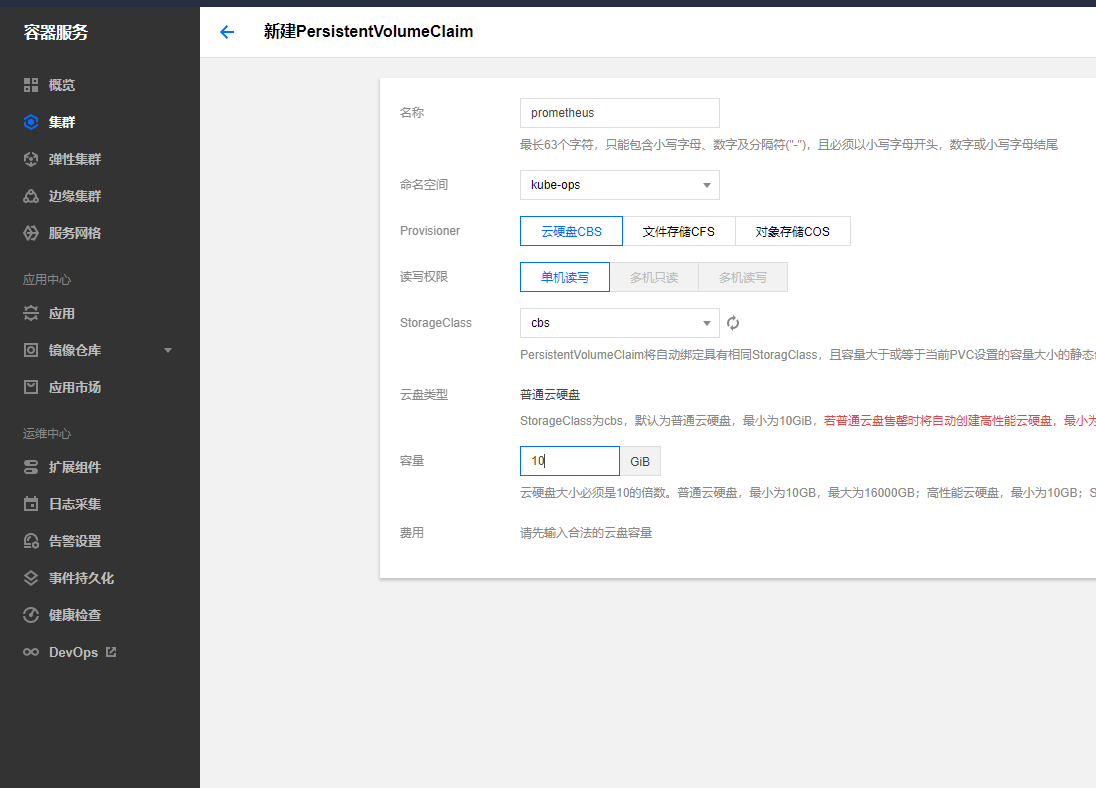 容器服务
新建PersistentVolumeClaim
概览
集群
弹性集群
边缘集群
服务网格
应用中心
应用
镜像仓库
应用市场
运维中心
扩展组件
日志采集
告警设置
事件持久化
健康检查
DevOps
名称 prometheus
最长63个字符，只能包含小写字母、数字及分隔符("-")，且必须以小写字母开头，数字或小写字母结尾
命名空间 kube-ops
Provisioner 云硬盘CBS 文件存储CFS 对象存储COS
读写权限 单机读写 多机只读 多机读写
StorageClass cbs
PersistentVolumeClaim将自动绑定具有相同StoragClass，且容量大于或等于当前PVC设置的容量大小的静态
云盘类型 普通云硬盘
StorageClass为cbs，默认为普通云硬盘，最小为10GiB，若普通云盘售罄时将自动创建高性能云硬盘，最小为
容量 10 GiB
云硬盘大小必须是10的倍数。普通云硬盘，最小为10GB，最大为16000GB；高性能云硬盘，最小为10GB；S
费用 请先输入合法的云盘容量